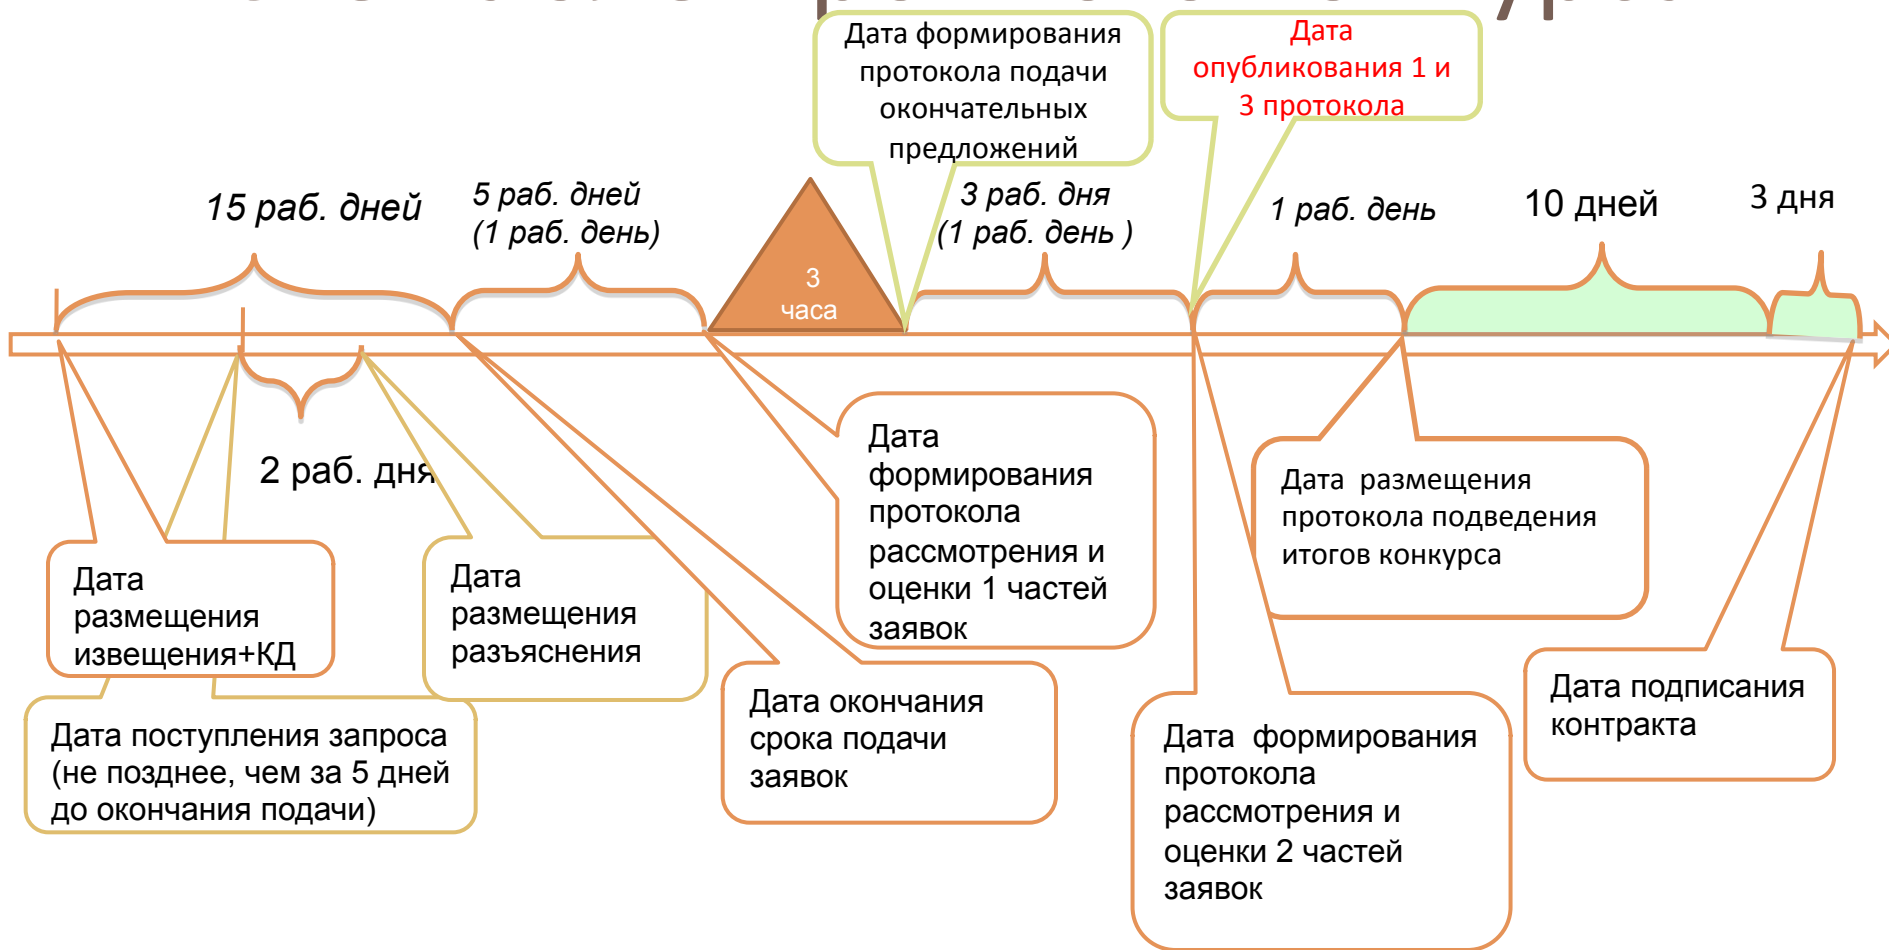 Дата формирования
протокола подачи
окончательных
предложений
Дата
опубликования 1 и
3 протокола
15 раб. дней
5 раб. дней
(1 раб. день)
3
часа
3 раб. дня
(1 раб. день )
1 раб. день
10 дней
3 дня
2 раб. дня
Дата
размещения
извещения+КД
Дата поступления запроса
(не позднее, чем за 5 дней
до окончания подачи)
Дата
размещения
разъяснения
Дата окончания
срока подачи
заявок
Дата
формирования
протокола
рассмотрения и
оценки 1 частей
заявок
Дата формирования
протокола
рассмотрения и
оценки 2 частей
заявок
Дата размещения
протокола подведения
итогов конкурса
Дата подписания
контракта